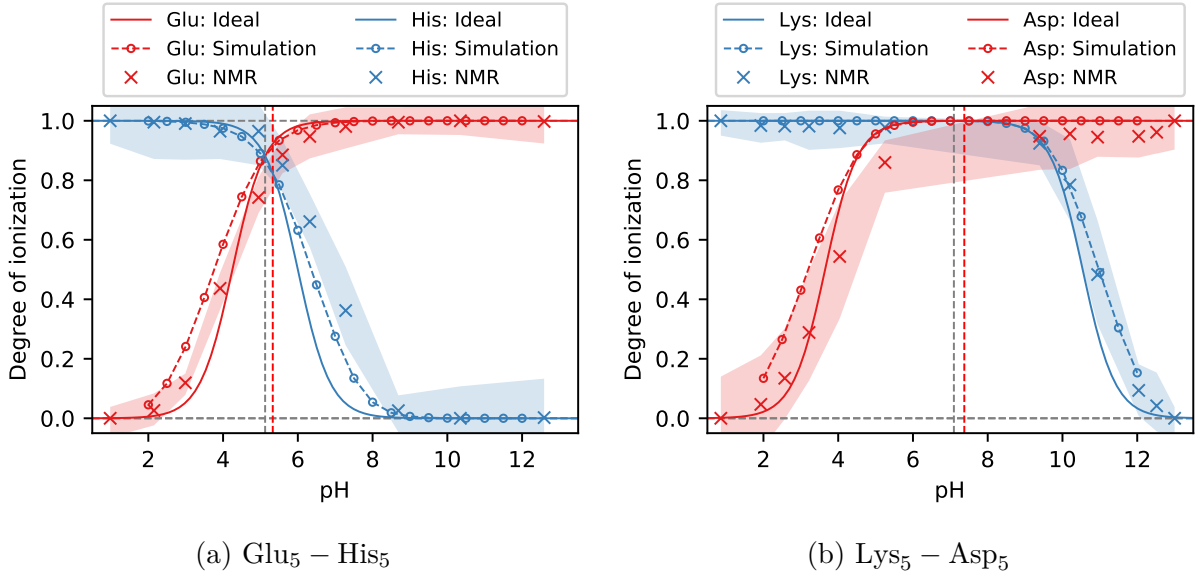 Glu: Ideal His: Ideal
Glu: Simulation His: Simulation
Glu: NMR His: NMR
1.0
0.8
0.6
0.4
0.2
0.0
Degree of ionization
2 4 6 8 10 12
pH
(a) Glu₅ − His₅
Lys: Ideal Asp: Ideal
Lys: Simulation Asp: Simulation
Lys: NMR Asp: NMR
1.0
0.8
0.6
0.4
0.2
0.0
Degree of ionization
2 4 6 8 10 12
pH
(b) Lys₅ − Asp₅